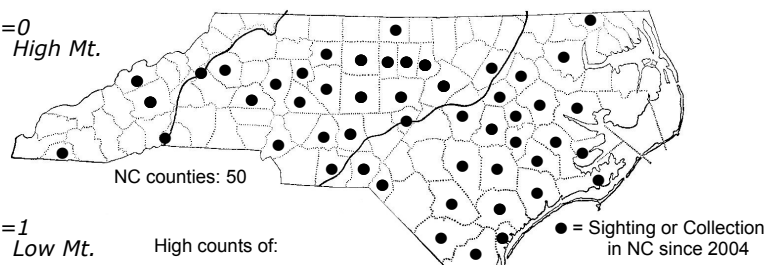 =0
High Mt.
NC counties: 50
=1
Low Mt.
High counts of:
● = Sighting or Collection
in NC since 2004